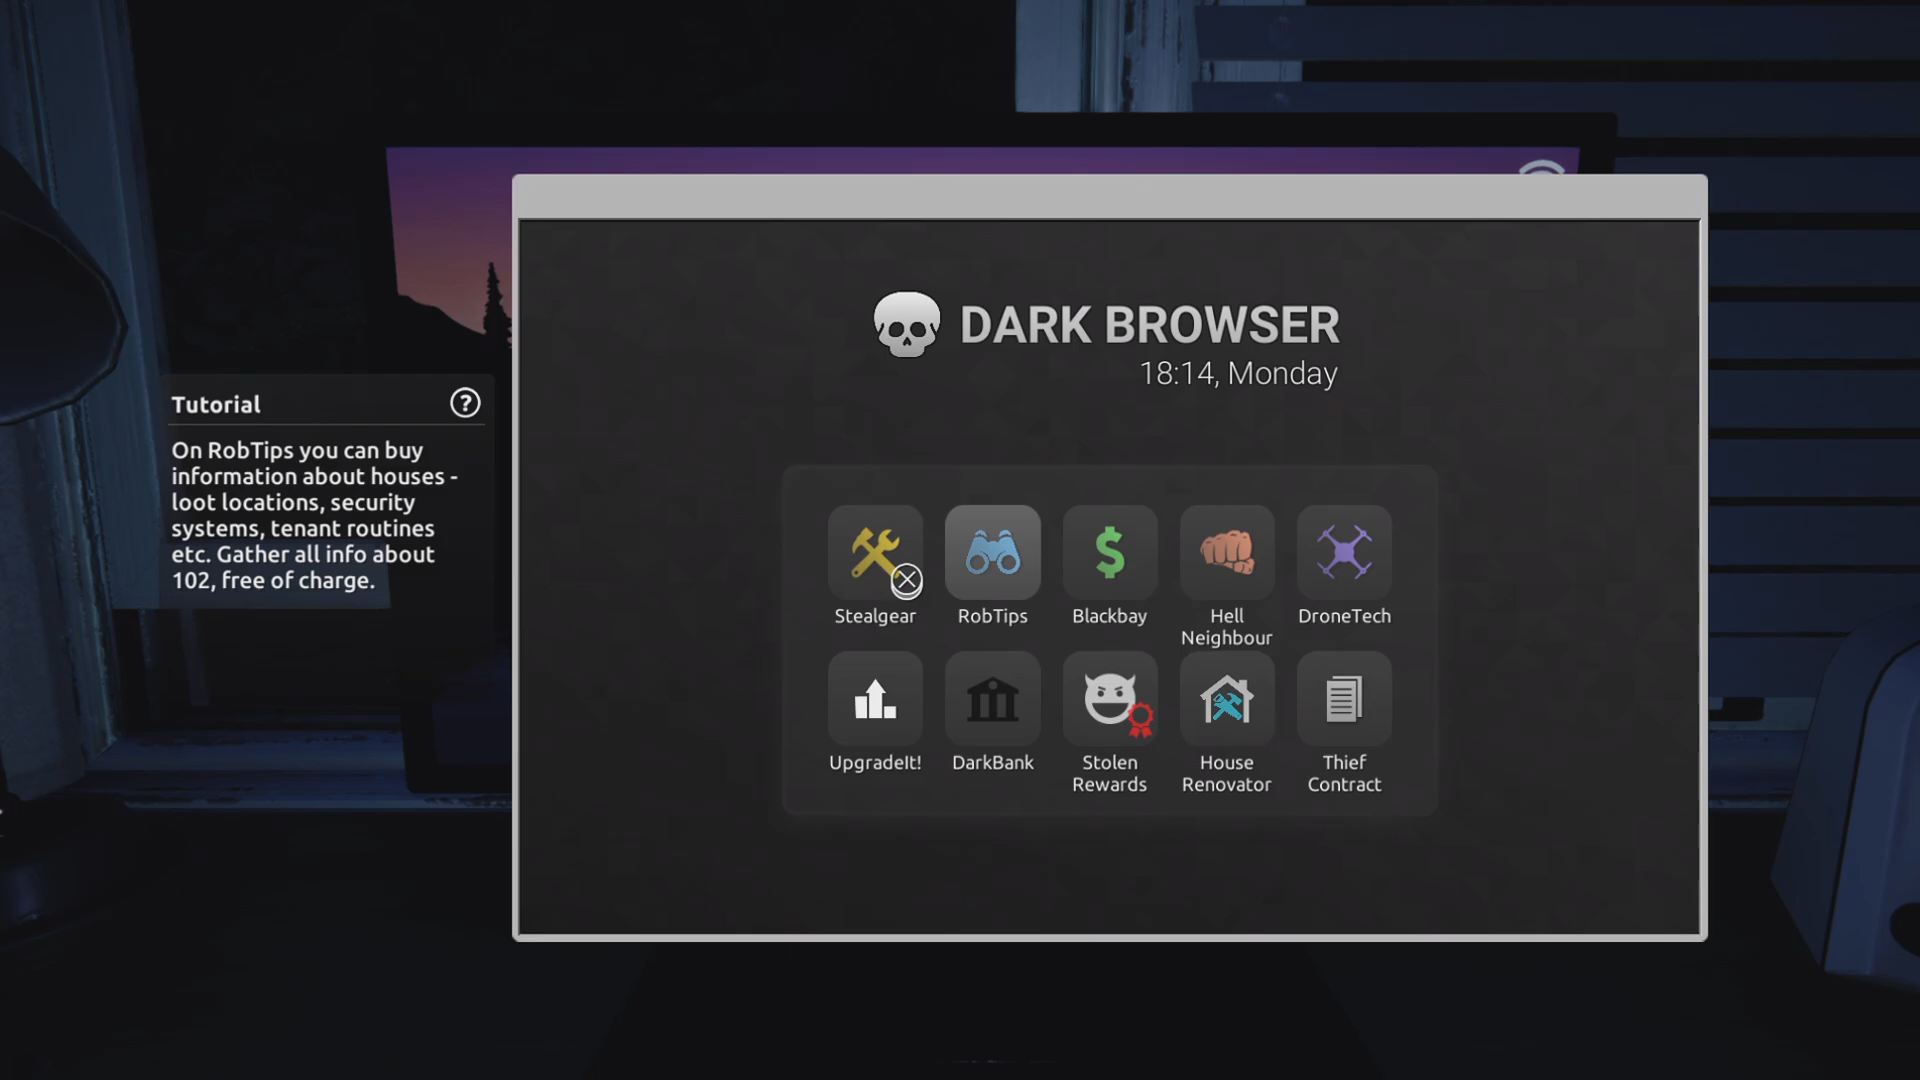 DARK BROWSER
18:14, Monday
Tutorial
?
On RobTips you can buy
information about houses -
loot locations, security
systems, tenant routines
etc. Gather all info about
102, free of charge.
Stealgear
RobTips
Blackbay
Hell
Neighbour
DroneTech
UpgradeIt!
DarkBank
Stolen
Rewards
House
Renovator
Thief
Contract